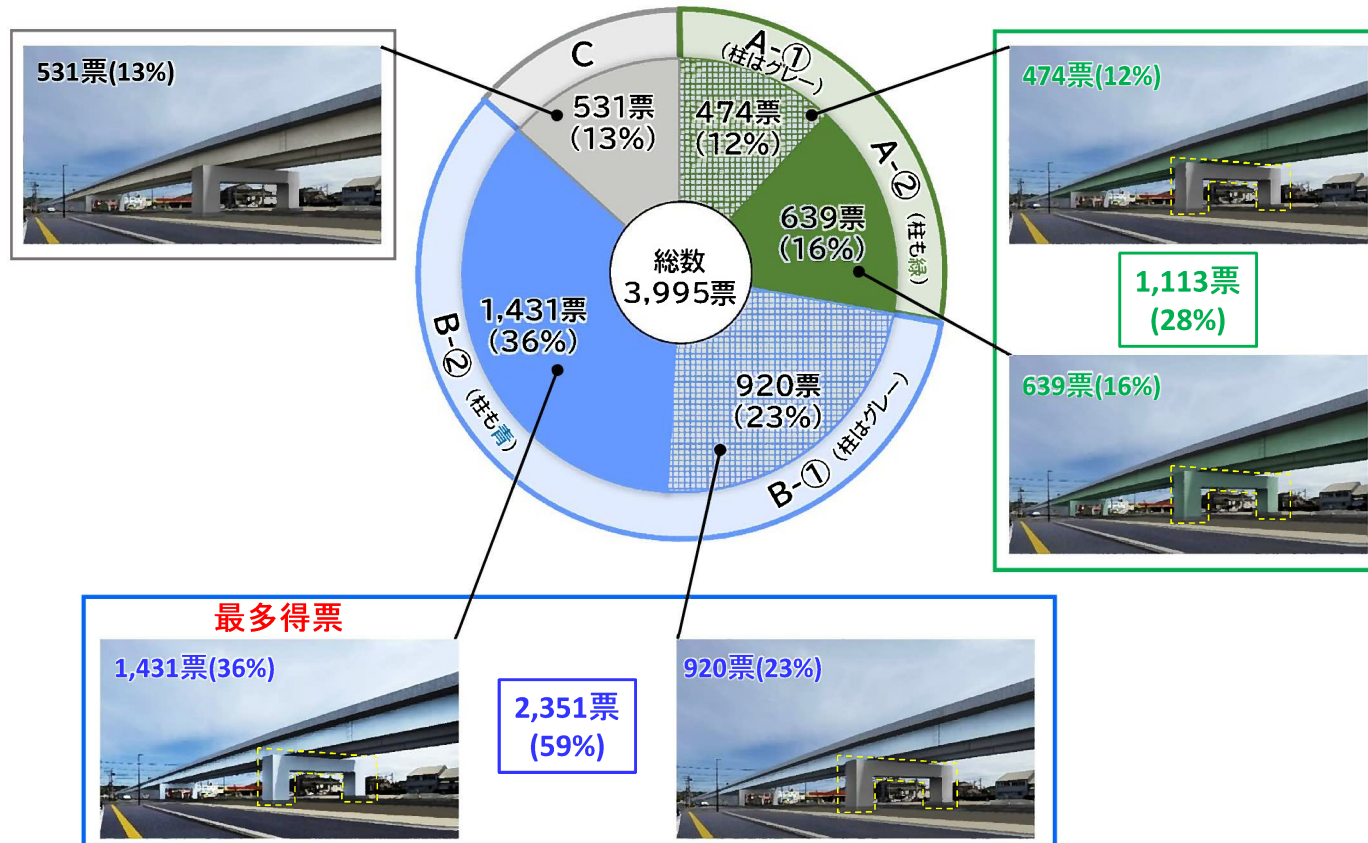 531票(13%)
C
531票
(13%)
A-①
(柱はグレー)
474票
(12%)
A-②
(柱も緑)
639票
(16%)
総数
3,995票
1,431票
(36%)
B-②
(柱も青)
920票
(23%)
B-①
(柱はグレー)
474票(12%)
1,113票
(28%)
639票(16%)
最多得票
1,431票(36%)
2,351票
(59%)
920票(23%)